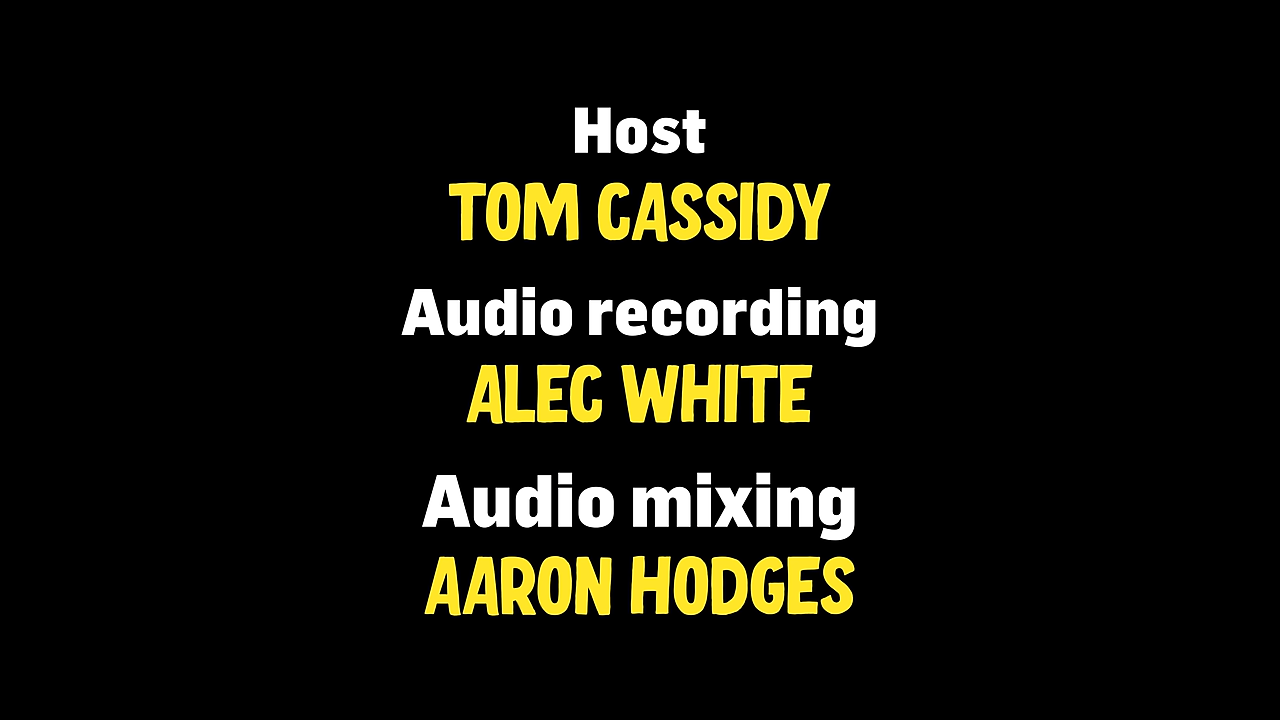 Host
TOM CASSIDY
Audio recording
ALEC WHITE
Audio mixing
AARON HODGES